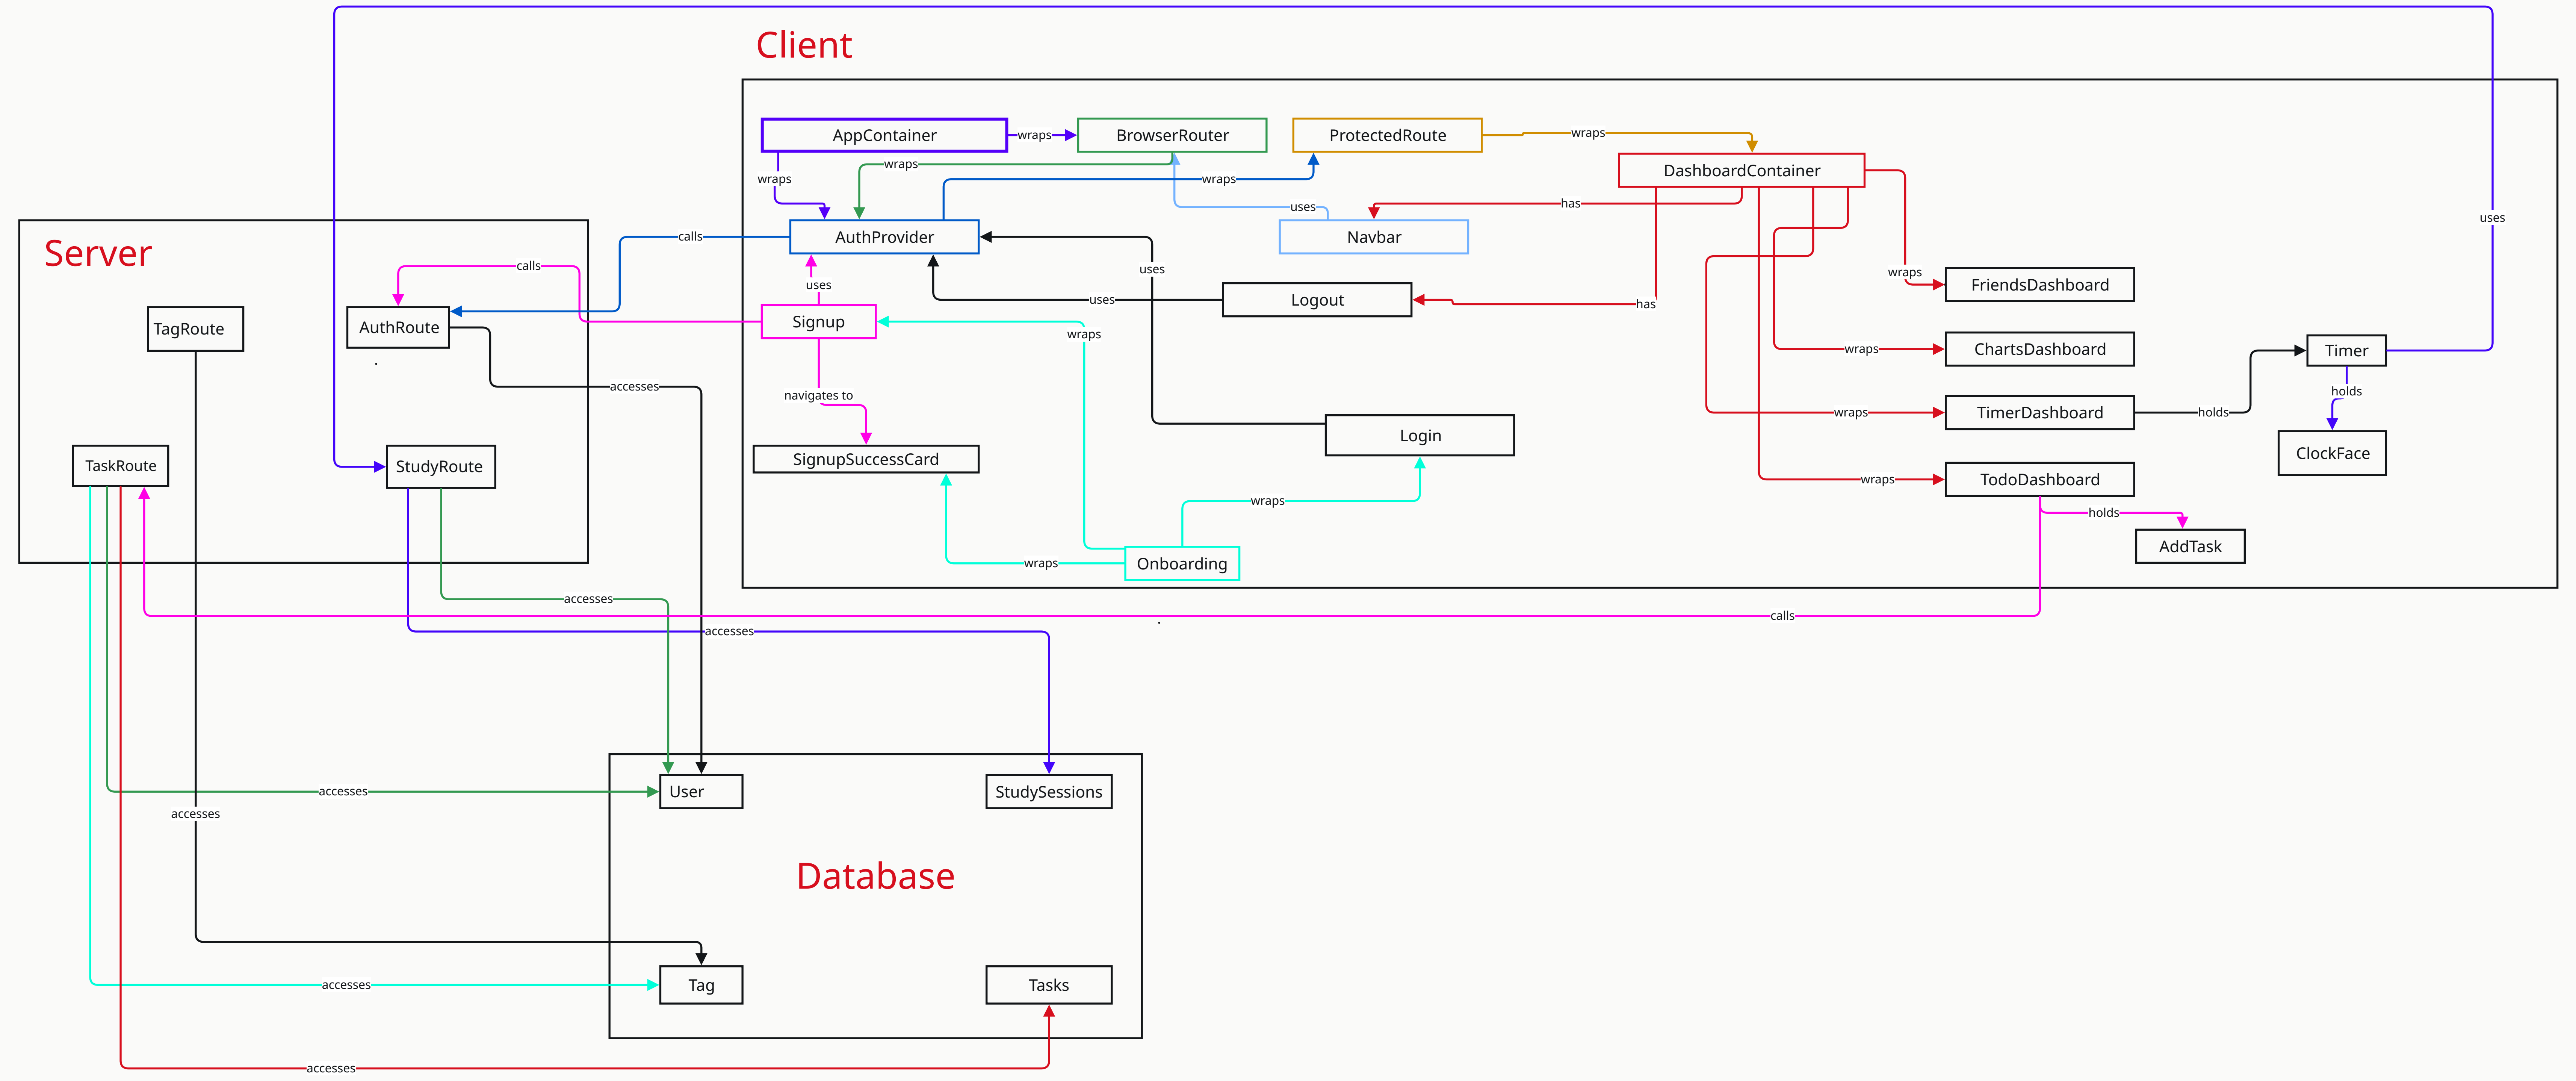 Client
AppContainer
wraps
BrowserRouter
ProtectedRoute
wraps
wraps
DashboardContainer
wraps
wraps
uses
has
uses
Server
calls
AuthProvider
Navbar
calls
uses
wraps
FriendsDashboard
uses
uses
Logout
has
TagRoute
AuthRoute
Signup
wraps
wraps
ChartsDashboard
Timer
accesses
navigates to
holds
wraps
TimerDashboard
holds
Login
ClockFace
TaskRoute
StudyRoute
SignupSuccessCard
wraps
TodoDashboard
wraps
holds
AddTask
wraps
Onboarding
accesses
calls
accesses
accesses
User
StudySessions
accesses
Database
accesses
Tag
Tasks
accesses